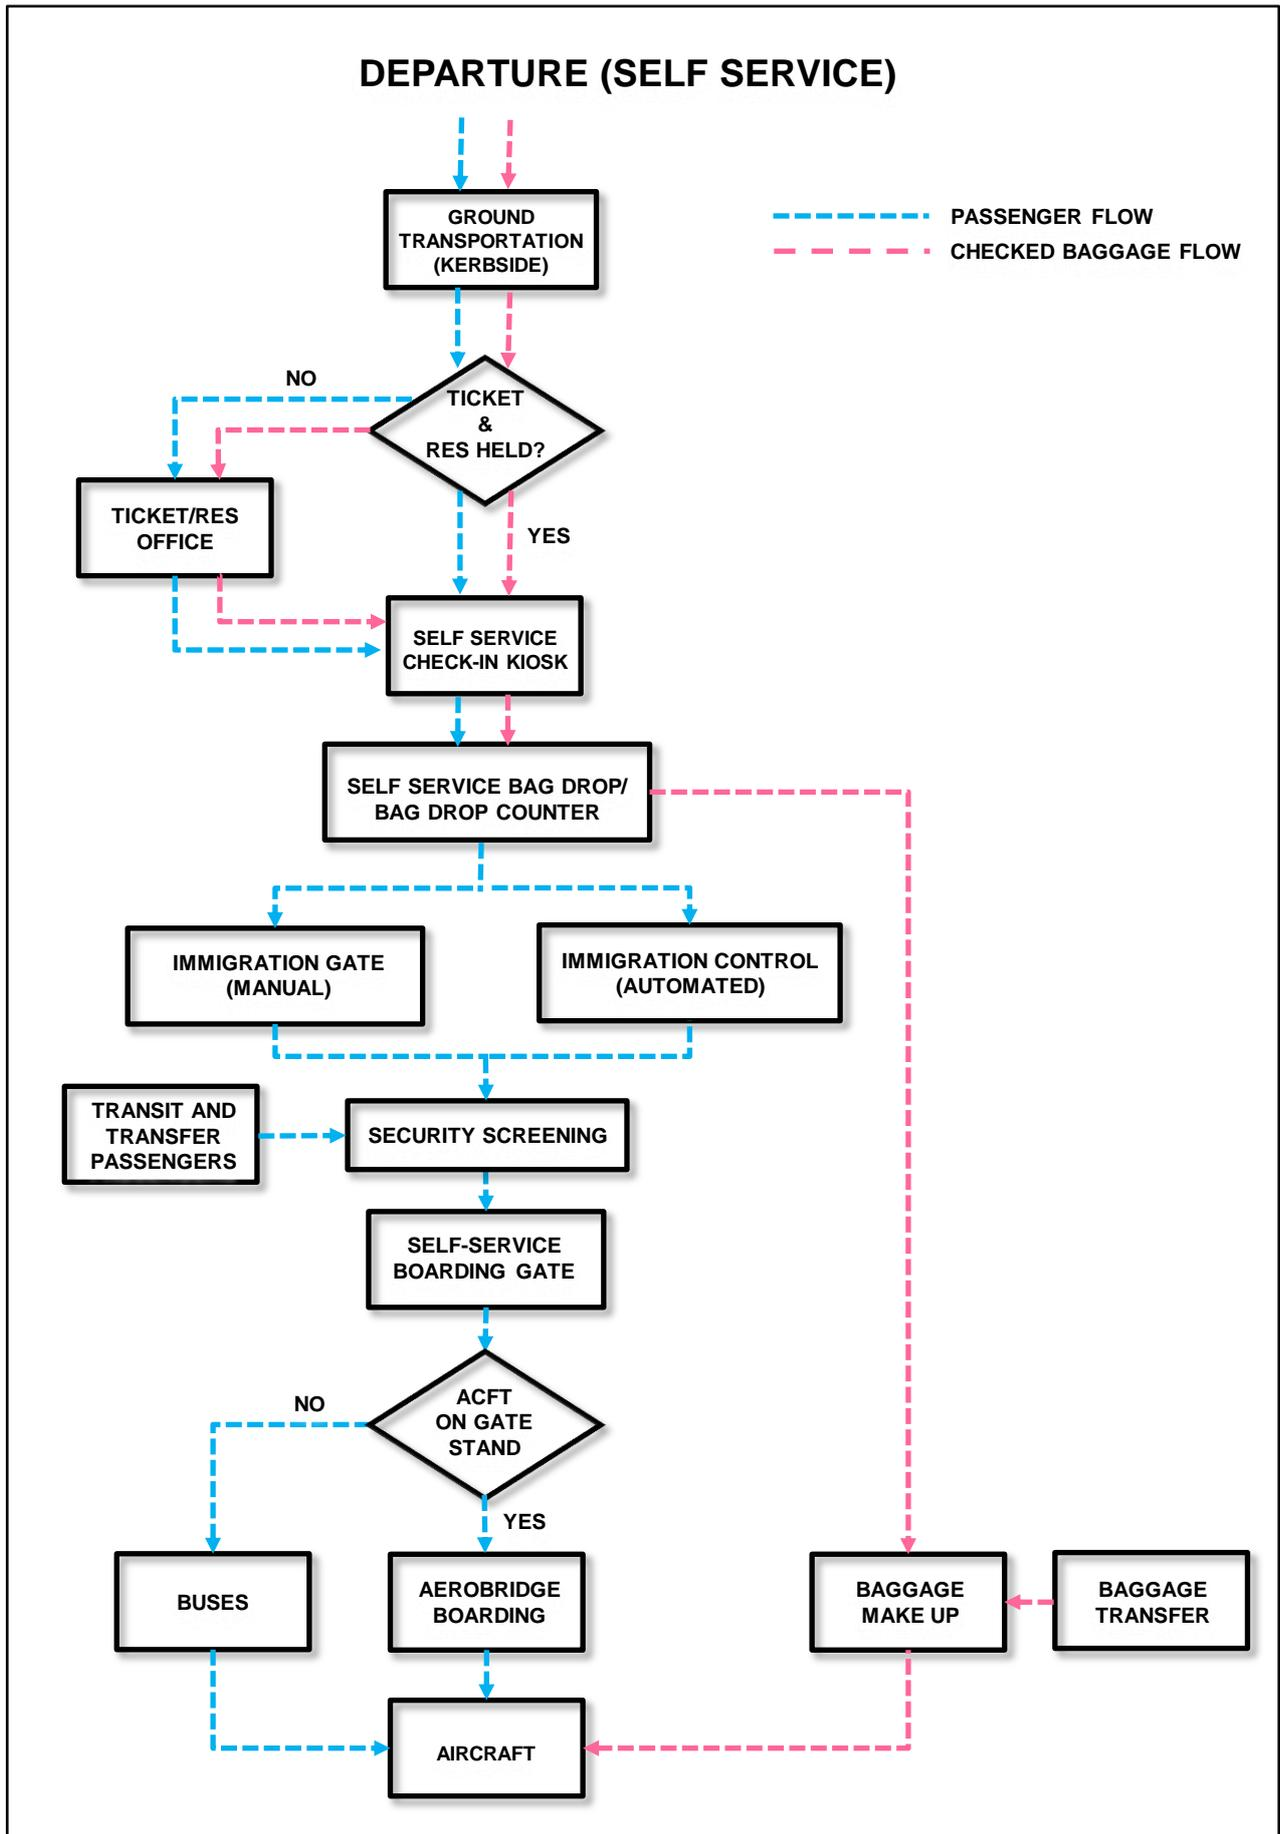 DEPARTURE (SELF SERVICE)
GROUND
TRANSPORTATION
(KERBSIDE)
PASSENGER FLOW
CHECKED BAGGAGE FLOW
NO
TICKET
&
RES HELD?
TICKET/RES
OFFICE
YES
SELF SERVICE
CHECK-IN KIOSK
SELF SERVICE BAG DROP/
BAG DROP COUNTER
IMMIGRATION GATE
(MANUAL)
IMMIGRATION CONTROL
(AUTOMATED)
TRANSIT AND
TRANSFER
PASSENGERS
SECURITY SCREENING
SELF-SERVICE
BOARDING GATE
NO
ACFT
ON GATE
STAND
YES
BUSES
AEROBRIDGE
BOARDING
BAGGAGE
MAKE UP
BAGGAGE
TRANSFER
AIRCRAFT